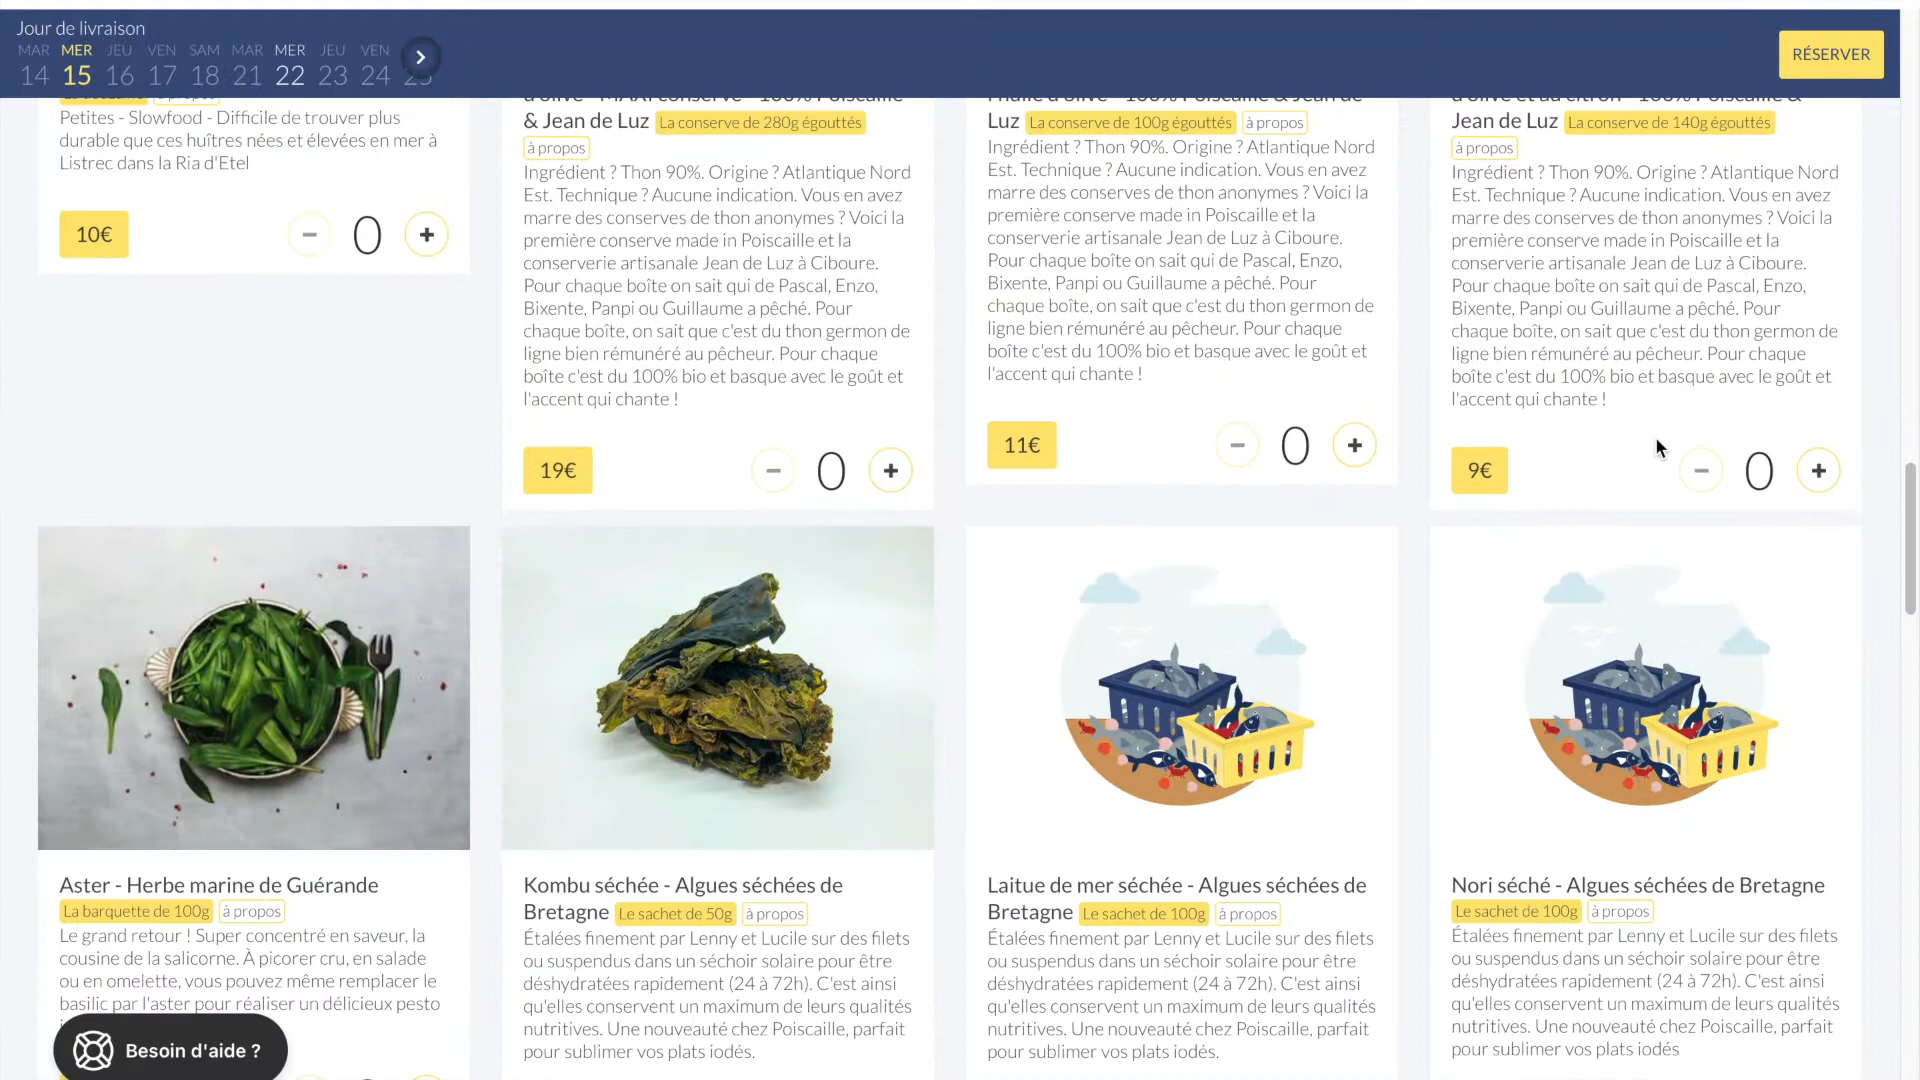 Jour de livraison
MAR MER JEU VEN SAM MAR MER JEU VEN
14 15 16 17 18 21 22 23 24
RÉSERVER
Petites - Slowfood - Difficile de trouver plus
durable que ces huîtres nées et élevées en mer à
Listrec dans la Ria d'Etel
10€
0
& Jean de Luz La conserve de 280g égouttés
à propos
Ingrédient ? Thon 90%. Origine ? Atlantique Nord
Est. Technique ? Aucune indication. Vous en avez
marre des conserves de thon anonymes ? Voici la
première conserve made in Poiscaille et la
conserverie artisanale Jean de Luz à Ciboure.
Pour chaque boîte on sait qui de Pascal, Enzo,
Bixente, Panpi ou Guillaume a pêché. Pour
chaque boîte, on sait que c'est du thon germon de
ligne bien rémunéré au pêcheur. Pour chaque
boîte c'est du 100% bio et basque avec le goût et
l'accent qui chante !
19€
0
Luz La conserve de 100g égouttés à propos
Ingrédient ? Thon 90%. Origine ? Atlantique Nord
Est. Technique ? Aucune indication. Vous en avez
marre des conserves de thon anonymes ? Voici la
première conserve made in Poiscaille et la
conserverie artisanale Jean de Luz à Ciboure.
Pour chaque boîte on sait qui de Pascal, Enzo,
Bixente, Panpi ou Guillaume a pêché. Pour
chaque boîte, on sait que c'est du thon germon de
ligne bien rémunéré au pêcheur. Pour chaque
boîte c'est du 100% bio et basque avec le goût et
l'accent qui chante !
11€
0
d'olive et au citron - 100% Poiscaille &
Jean de Luz La conserve de 140g égouttés
à propos
Ingrédient ? Thon 90%. Origine ? Atlantique Nord
Est. Technique ? Aucune indication. Vous en avez
marre des conserves de thon anonymes ? Voici la
première conserve made in Poiscaille et la
conserverie artisanale Jean de Luz à Ciboure.
Pour chaque boîte on sait qui de Pascal, Enzo,
Bixente, Panpi ou Guillaume a pêché. Pour
chaque boîte, on sait que c'est du thon germon de
ligne bien rémunéré au pêcheur. Pour chaque
boîte c'est du 100% bio et basque avec le goût et
l'accent qui chante !
9€
0
Aster - Herbe marine de Guérande
La barquette de 100g à propos
Le grand retour ! Super concentré en saveur, la
cousine de la salicorne. À picorer cru, en salade
ou en omelette, vous pouvez même remplacer le
basilic par l'aster pour réaliser un délicieux pesto
Besoin d'aide ?
Kombu séchée - Algues séchées de
Bretagne Le sachet de 50g à propos
Étalées finement par Lenny et Lucile sur des filets
ou suspendus dans un séchoir solaire pour être
déshydratées rapidement (24 à 72h). C'est ainsi
qu'elles conservent un maximum de leurs qualités
nutritives. Une nouveauté chez Poiscaille, parfait
pour sublimer vos plats iodés.
Laitue de mer séchée - Algues séchées de
Bretagne Le sachet de 100g à propos
Étalées finement par Lenny et Lucile sur des filets
ou suspendus dans un séchoir solaire pour être
déshydratées rapidement (24 à 72h). C'est ainsi
qu'elles conservent un maximum de leurs qualités
nutritives. Une nouveauté chez Poiscaille, parfait
pour sublimer vos plats iodés.
Nori séché - Algues séchées de Bretagne
Le sachet de 100g à propos
Étalées finement par Lenny et Lucile sur des filets
ou suspendus dans un séchoir solaire pour être
déshydratées rapidement (24 à 72h). C'est ainsi
qu'elles conservent un maximum de leurs qualités
nutritives. Une nouveauté chez Poiscaille, parfait
pour sublimer vos plats iodés